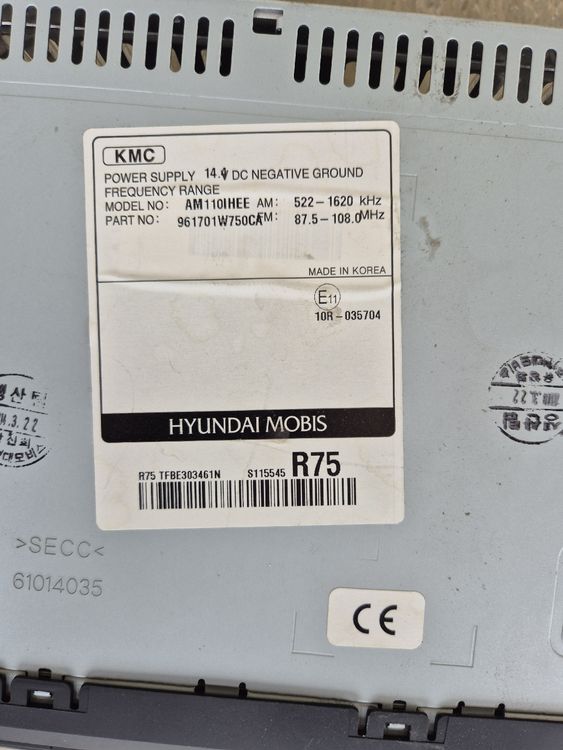 KMC
POWER SUPPLY 14.4 DC NEGATIVE GROUND
FREQUENCY RANGE
MODEL NO: AM110IHEE AM: 522-1620 kHz
PART NO: 961701W750CA FM: 87.5-108.0 MHz
MADE IN KOREA
E11
10R-035704
HYUNDAI MOBIS
R75 TFBE303461N S115545 R75
>SECC<
61014035
CE